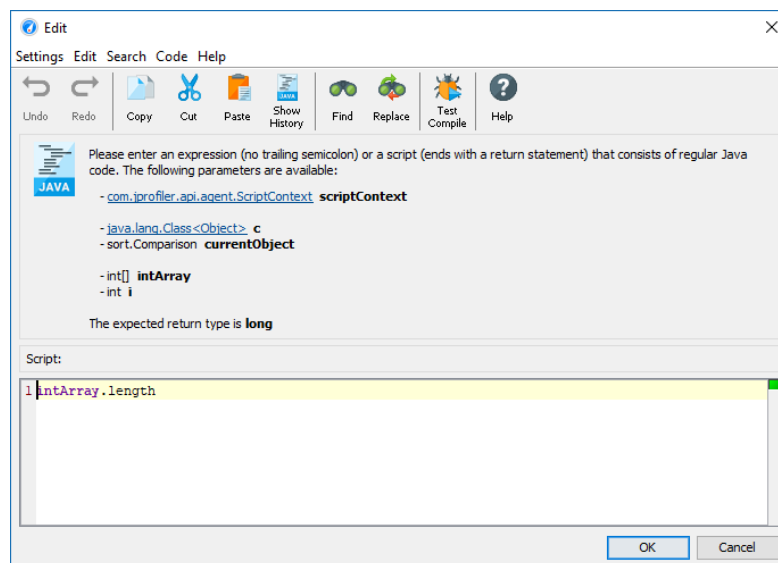 Edit
Settings Edit Search Code Help
Undo Redo Copy Cut Paste Show History Find Replace Test Compile Help
JAVA
JAVA
Please enter an expression (no trailing semicolon) or a script (ends with a return statement) that consists of regular Java
code. The following parameters are available:
- com.jprofiler.api.agent.ScriptContext scriptContext
- java.lang.Class<Object> c
- sort.Comparison currentObject
- int[] intArray
- int i
The expected return type is long
Script:
1 intArray.length
OK Cancel